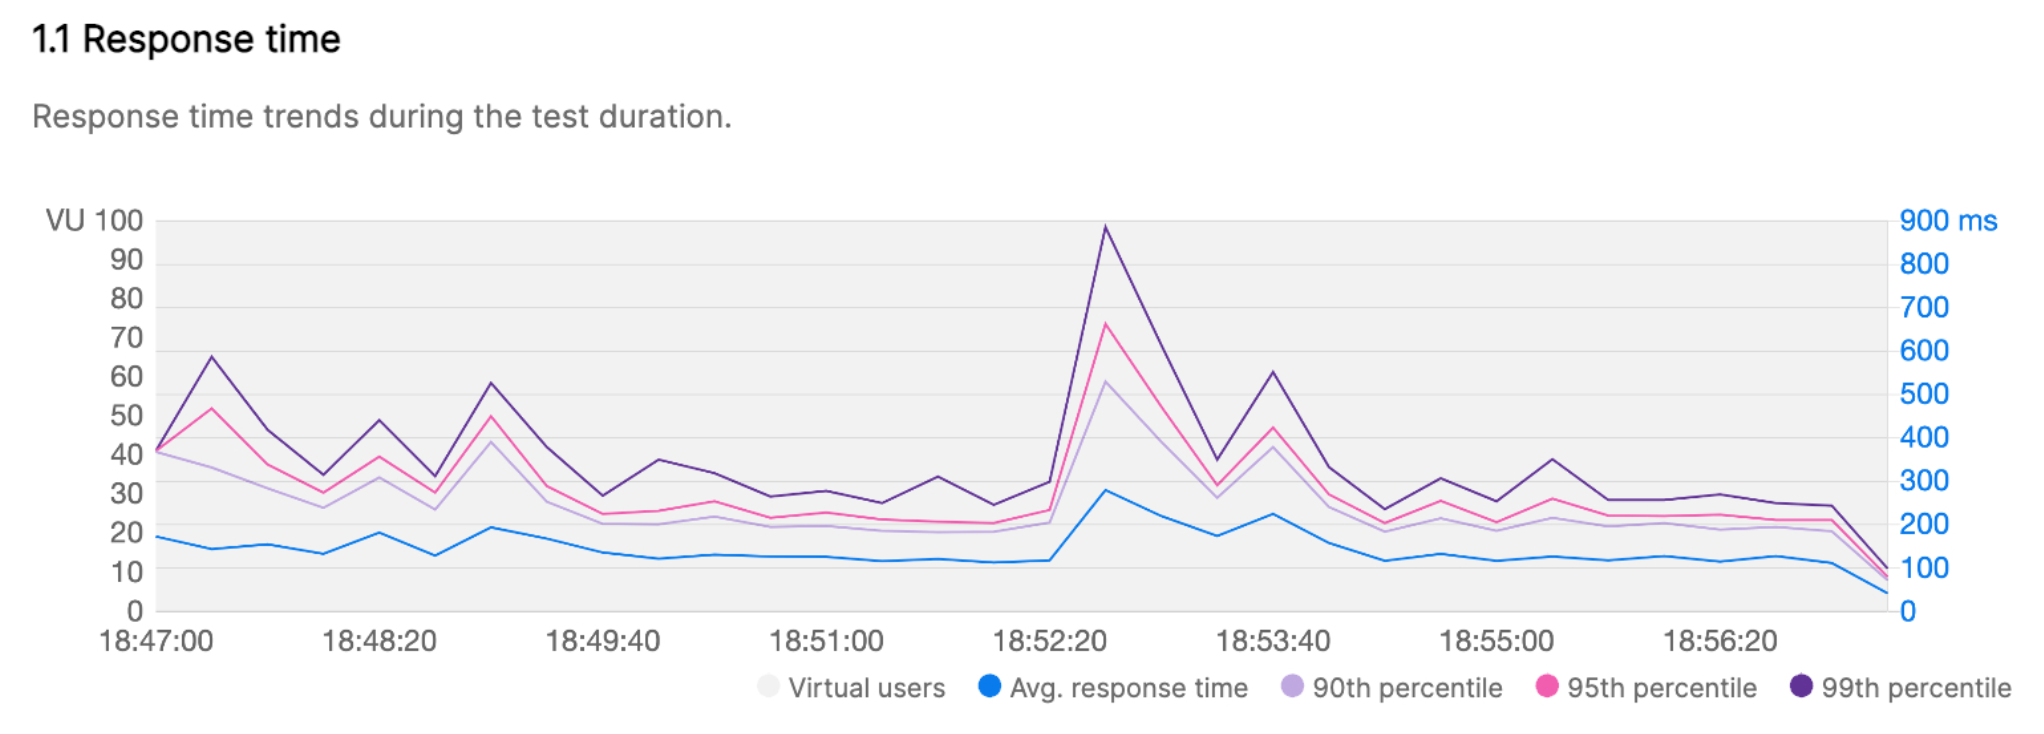 1.1 Response time
Response time trends during the test duration.
VU 100 900 ms
90 800
80 700
70 600
60 500
50 400
40 300
30 200
20 100
10 0
0
18:47:00 18:48:20 18:49:40 18:51:00 18:52:20 18:53:40 18:55:00 18:56:20
Virtual users Avg. response time 90th percentile 95th percentile 99th percentile